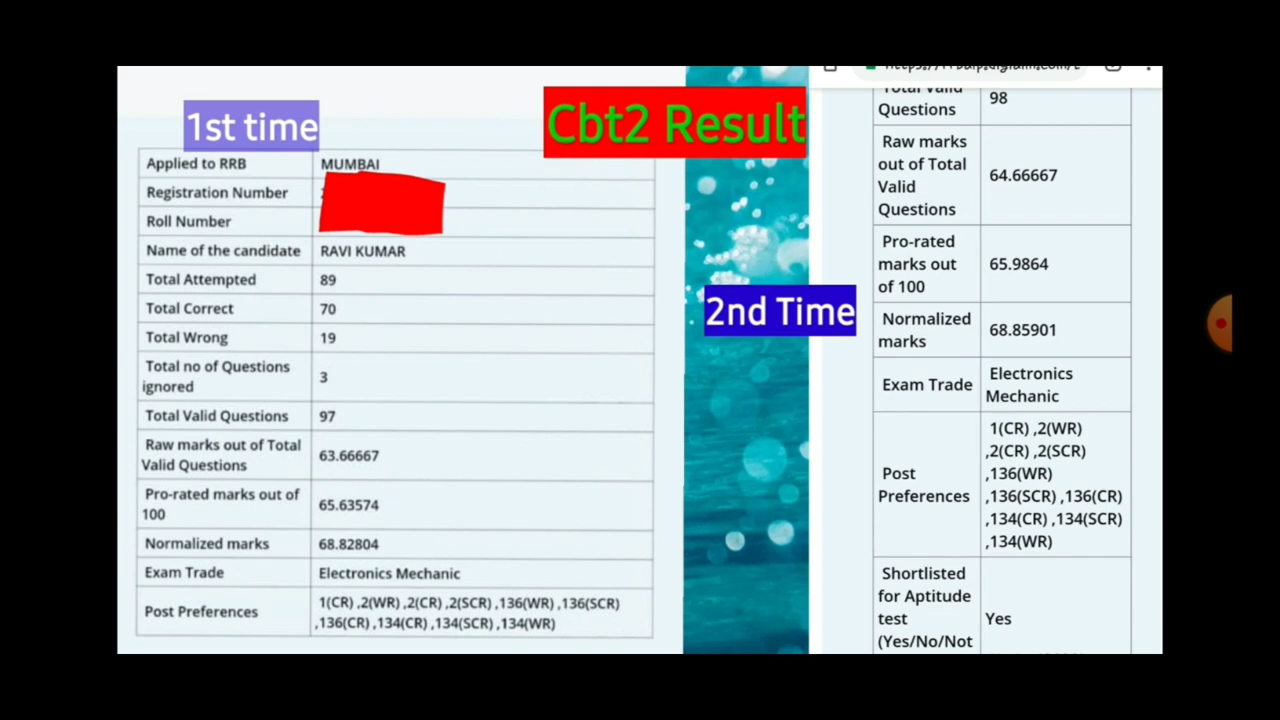 1st time
Cbt2 Result
Applied to RRB MUMBAI
Registration Number
Roll Number
Name of the candidate RAVI KUMAR
Total Attempted 89
Total Correct 70
Total Wrong 19
Total no of Questions
ignored 3
Total Valid Questions 97
Raw marks out of Total
Valid Questions 63.66667
Pro-rated marks out of
100 65.63574
Normalized marks 68.82804
Exam Trade Electronics Mechanic
Post Preferences 1(CR) ,2(WR) ,2(CR) ,2(SCR) ,136(WR) ,136(SCR)
,136(CR) ,134(CR) ,134(SCR) ,134(WR)
2nd Time
Total Valid
Questions 98
Raw marks
out of Total
Valid
Questions 64.66667
Pro-rated
marks out
of 100 65.9864
Normalized
marks 68.85901
Exam Trade Electronics
Mechanic
Post
Preferences 1(CR) ,2(WR)
,2(CR) ,2(SCR)
,136(WR)
,136(SCR) ,136(CR)
,134(CR) ,134(SCR)
,134(WR)
Shortlisted
for Aptitude
test
(Yes/No/Not Yes